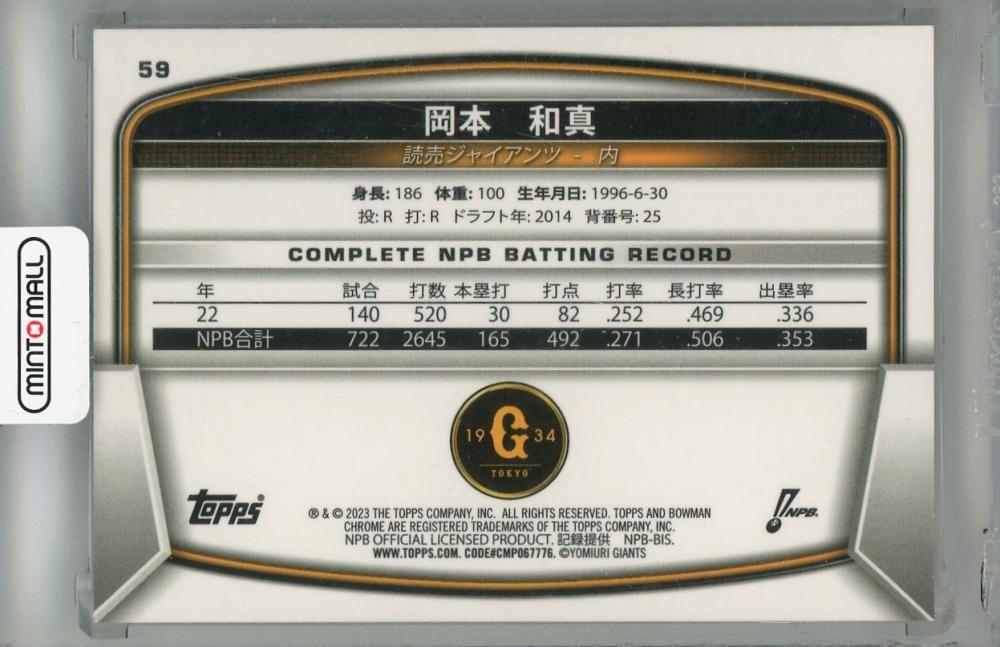 59
岡本 和真
読売ジャイアンツ - 内
身長: 186 体重: 100 生年月日: 1996-6-30
投: R 打: R ドラフト年: 2014 背番号: 25
COMPLETE NPB BATTING RECORD
年 試合 打数 本塁打 打点 打率 長打率 出塁率
22 140 520 30 82 .252 .469 .336
NPB合計 722 2645 165 492 .271 .506 .353
MINTOMALL
19 G 34
TOKYO
TOPPS®
NPB.
® & © 2023 THE TOPPS COMPANY, INC. ALL RIGHTS RESERVED. TOPPS AND BOWMAN
CHROME ARE REGISTERED TRADEMARKS OF THE TOPPS COMPANY, INC.
NPB OFFICIAL LICENSED PRODUCT. 記録提供 NPB-BIS.
WWW.TOPPS.COM. CODE#CMP067776. ©YOMIURI GIANTS